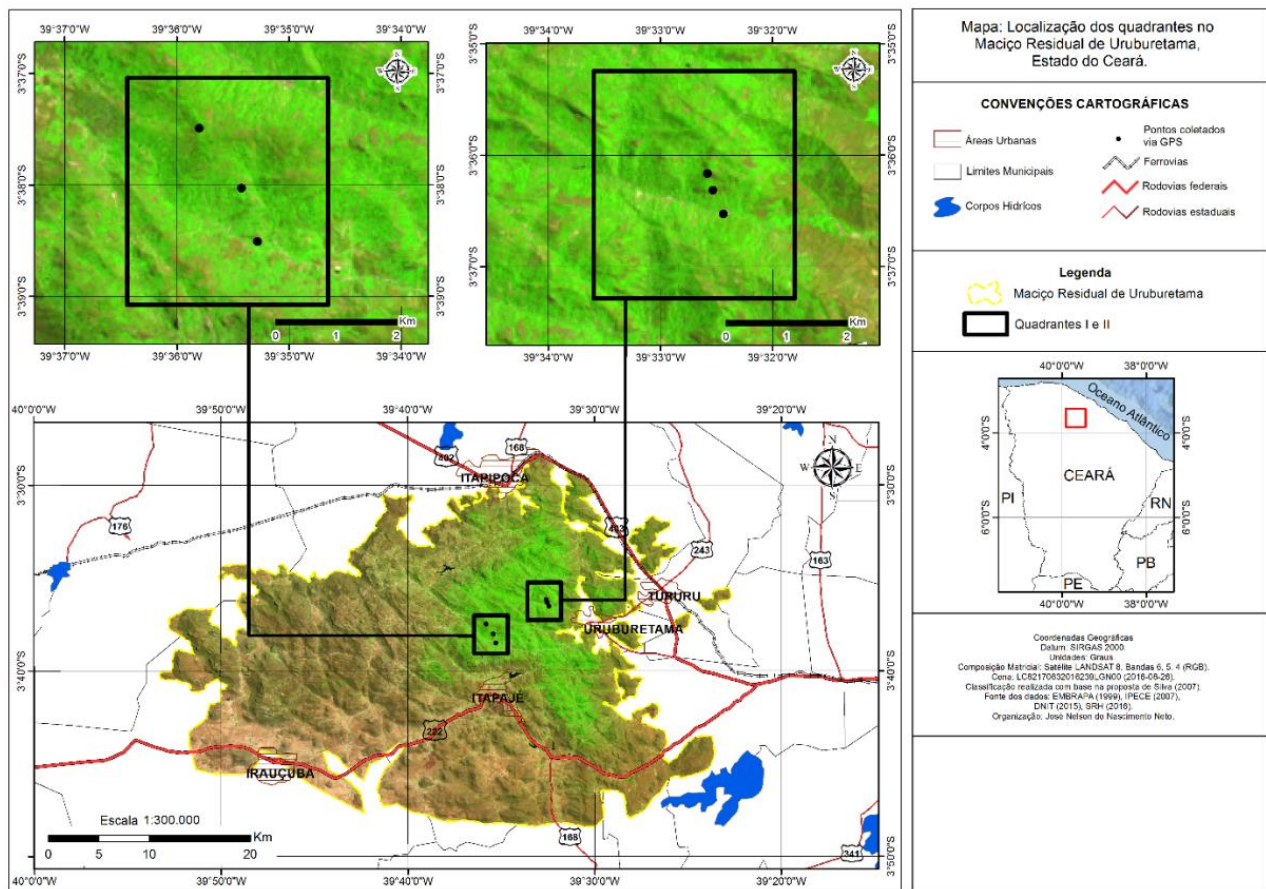 39°37'0"W 39°36'0"W 39°35'0"W 39°34'0"W
3°37'0"S 3°37'0"S
3°38'0"S 3°38'0"S
3°39'0"S 3°39'0"S
N
W E
S
Km
0 1 2
39°37'0"W 39°36'0"W 39°35'0"W 39°34'0"W
39°34'0"W 39°33'0"W 39°32'0"W
3°35'0"S 3°35'0"S
3°36'0"S 3°36'0"S
3°37'0"S 3°37'0"S
N
W E
S
Km
0 1 2
39°34'0"W 39°33'0"W 39°32'0"W
40°0'0"W 39°50'0"W 39°40'0"W 39°30'0"W 39°20'0"W
3°30'0"S 3°30'0"S
3°40'0"S 3°40'0"S
3°50'0"S 3°50'0"S
N
W E
S
402
168
ITAPIPOCA
176
243
163
TURURU
URUBURETAMA
ITAPAJÉ
222
IRAUÇUBA
168
341
Escala 1:300.000
Km
0 5 10 20
40°0'0"W 39°50'0"W 39°40'0"W 39°30'0"W 39°20'0"W
Mapa: Localização dos quadrantes no
Maciço Residual de Uruburetama,
Estado do Ceará.
CONVENÇÕES CARTOGRÁFICAS
Áreas Urbanas
Limites Municipais
Corpos Hidrícos
Pontos coletados
via GPS
Ferrovias
Rodovias federais
Rodovias estaduais
Legenda
Maciço Residual de Uruburetama
Quadrantes I e II
40°0'0"W 38°0'0"W
Oceano Atlântico
4°0'0"S
CEARÁ
PI
RN
6°0'0"S
PB
PE
40°0'0"W 38°0'0"W
Coordenadas Geográficas
Datum: SIRGAS 2000.
Unidades: Graus
Composição Matricial: Satélite LANDSAT 8, Bandas 6, 5, 4 (RGB).
Classificação realizada com base na proposta de Silva (2007).
Fonte dos dados: EMBRAPA (1999), IPECE (2007),
DNIT (2015), SRH (2016).
Organização: José Nelson do Nascimento Neto.